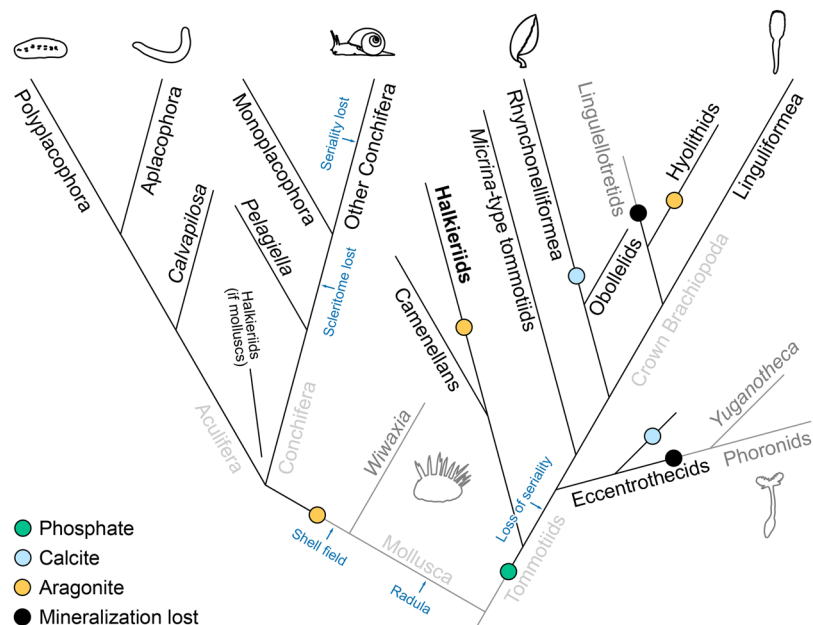 Polyplacophora
Aplacophora
Calvapilosa
Monoplacophora
Pelagiella
Halkieriids
(if molluscs)
Seriality lost
Other Conchifera
Scleritome lost
Aculifera
Conchifera
Wiwaxia
Camenellans
Halkieriids
Micrina-type tommotiids
Rhynchonelliformea
Lingulellotretids
Obolellids
Hyolithids
Linguliformea
Crown Brachiopoda
Yuganotheca
Phoronids
Eccentrothecids
Loss of seriality
Tommotiids
Mollusca
Shell field
Radula
Phosphate
Calcite
Aragonite
Mineralization lost